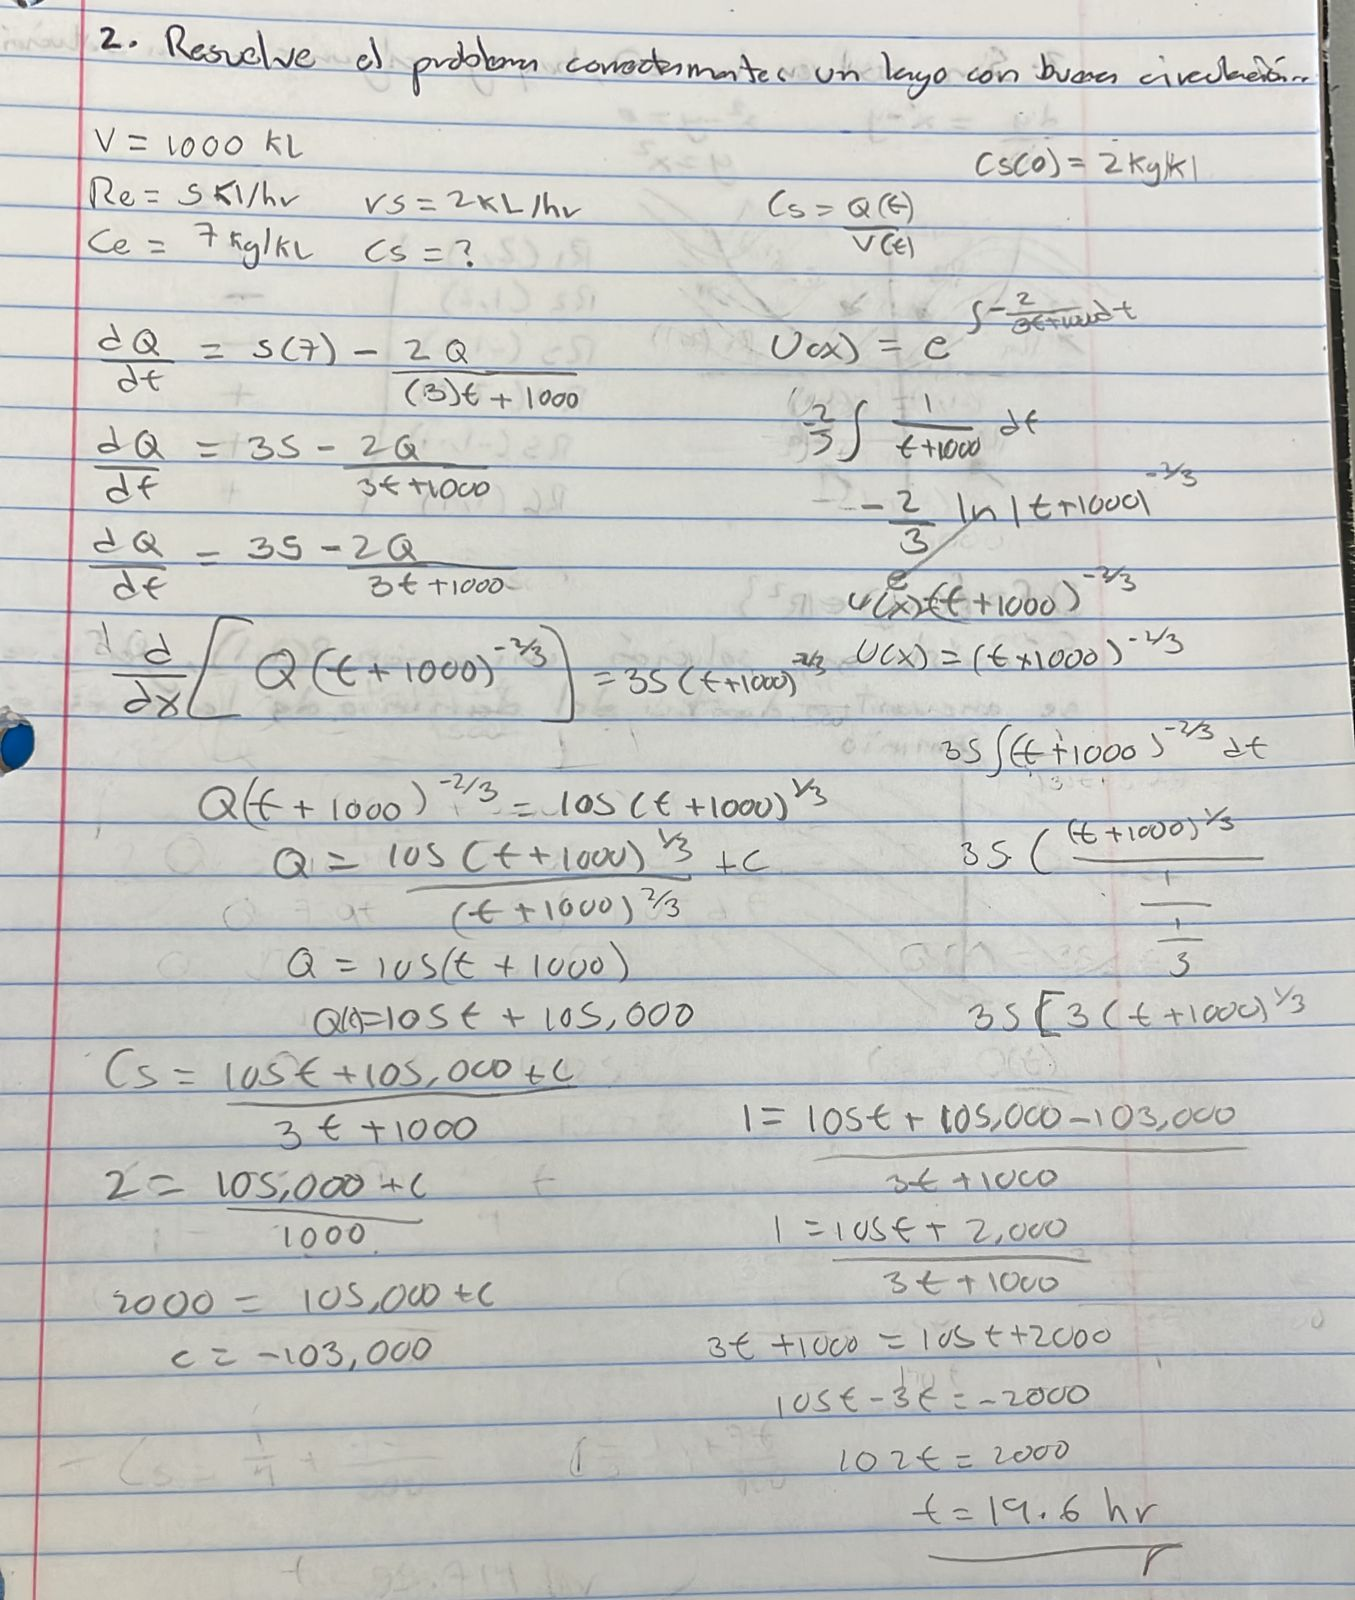 2. Resuelve el problema correctamente: un lago con buena circulación...
V = 1000 KL
Cs(0) = 2 kg/kl
Re = 5 Kl/hr rs = 2KL/hr Cs = Q(t)/V(t)
Ce = 7 kg/KL Cs = ?
dQ/dt = 5(7) - 2Q/((3)t + 1000) U(x) = e^∫-2/(3t+1000)dt
2/3 ∫ 1/(t+1000) dt
dQ/dt = 35 - 2Q/(3t+1000)
-2/3 ln|t+1000|^-2/3
dQ/dt = 35 - 2Q/(3t+1000)
e
u(x)=(t+1000)^-2/3
d/dx [Q(t+1000)^-2/3] = 35(t+1000)^-2/3 U(x) = (t+1000)^-2/3
35∫(t+1000)^-2/3 dt
Q(t+1000)^-2/3 = 105(t+1000)^1/3
Q = 105(t+1000)^1/3/(t+1000)^2/3 + C 35((t+1000)^1/3/1/1/3
Q = 105(t+1000)
Q(t)=105t + 105,000 35[3(t+1000)^1/3
Cs = (105t+105,000+C)/(3t+1000)
1 = (105t + 105,000 - 103,000)/(3t+1000)
2 = (105,000+C)/1000
1 = (105t + 2,000)/(3t+1000)
2000 = 105,000+C
3t+1000 = 105t+2000
C = -103,000
105t - 3t = -2000
102t = 2000
t = 19.6 hr